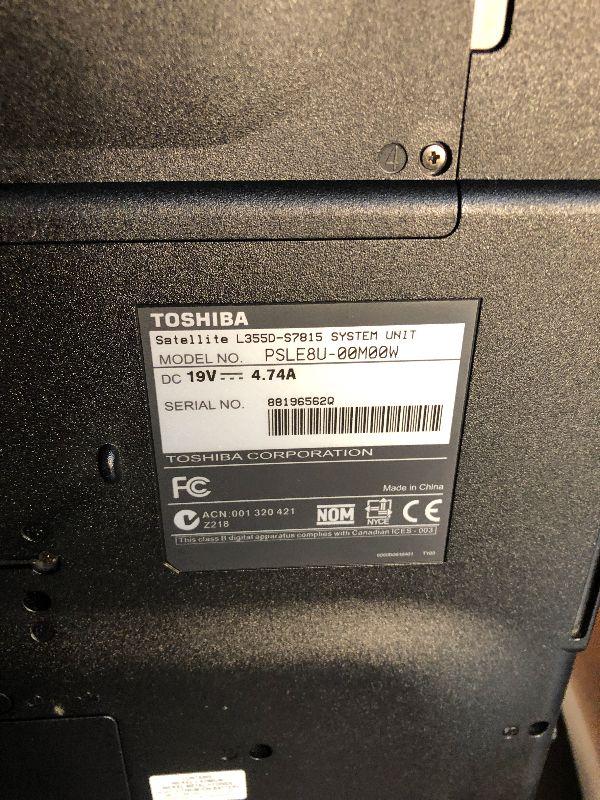 4
TOSHIBA
Satellite L355D-S7815 SYSTEM UNIT
MODEL NO. PSLE8U-00M00W
DC 19V 4.74A
SERIAL NO. 88196562Q
TOSHIBA CORPORATION
FC
Made in China
ACN:001 320 421
Z218
NOM
NYCE
CE
This class B digital apparatus complies with Canadian ICES - 003